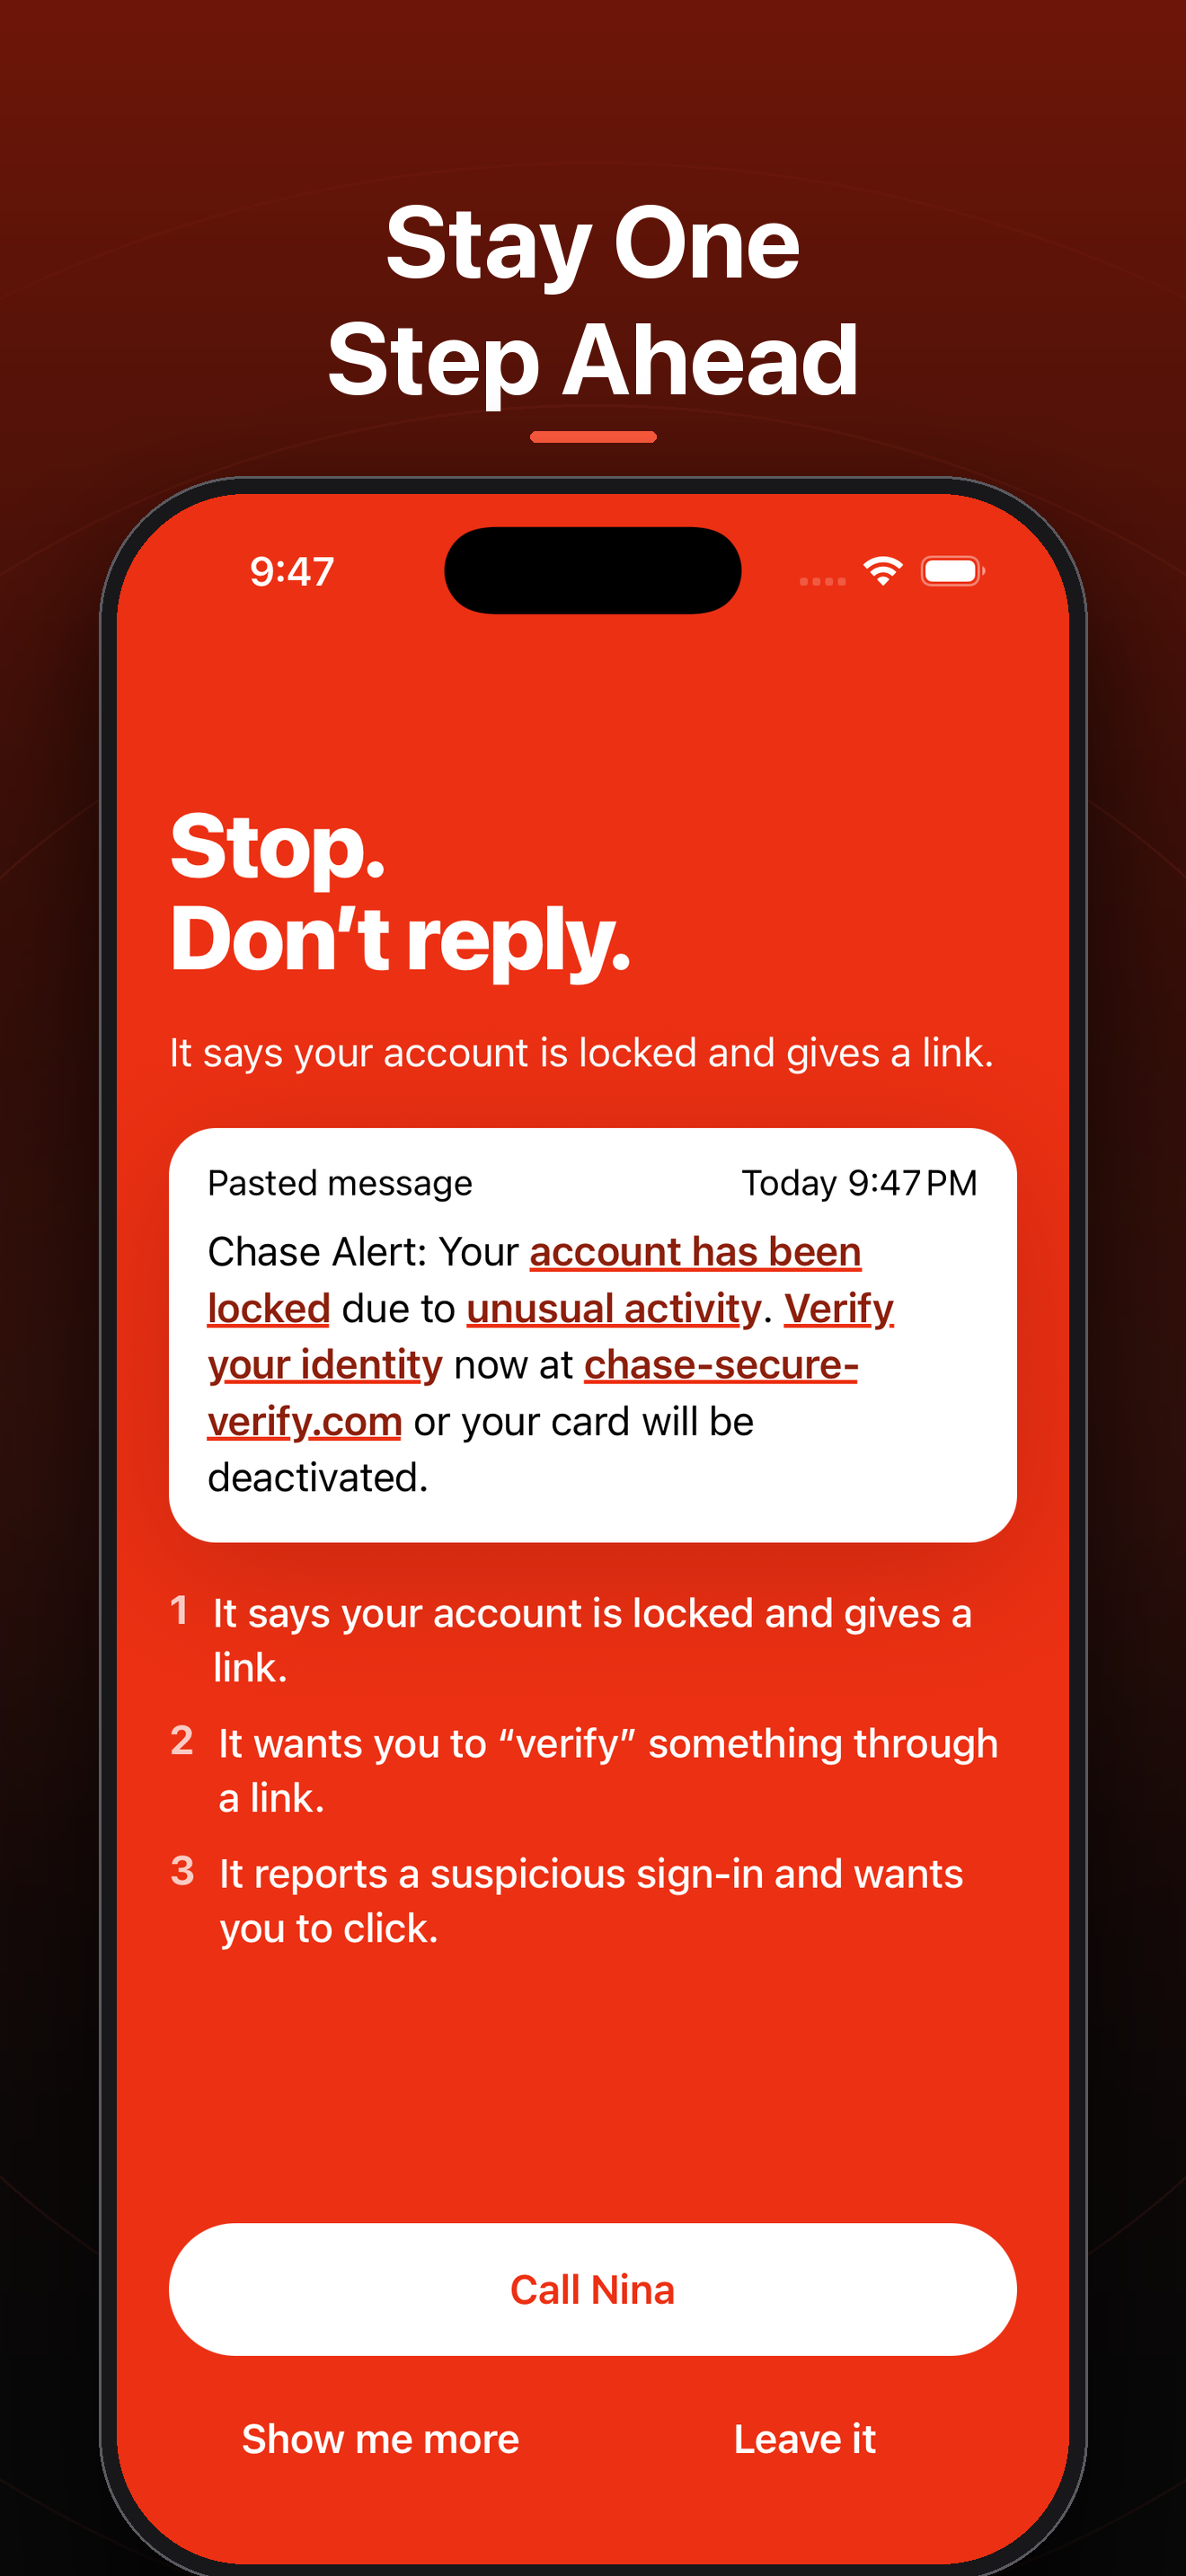 Stay One
Step Ahead
9:47
Stop.
Don’t reply.
It says your account is locked and gives a link.
Pasted message Today 9:47 PM
Chase Alert: Your account has been
locked due to unusual activity. Verify
your identity now at chase-secure-
verify.com or your card will be
deactivated.
1 It says your account is locked and gives a
link.
2 It wants you to “verify” something through
a link.
3 It reports a suspicious sign-in and wants
you to click.
Call Nina
Show me more Leave it